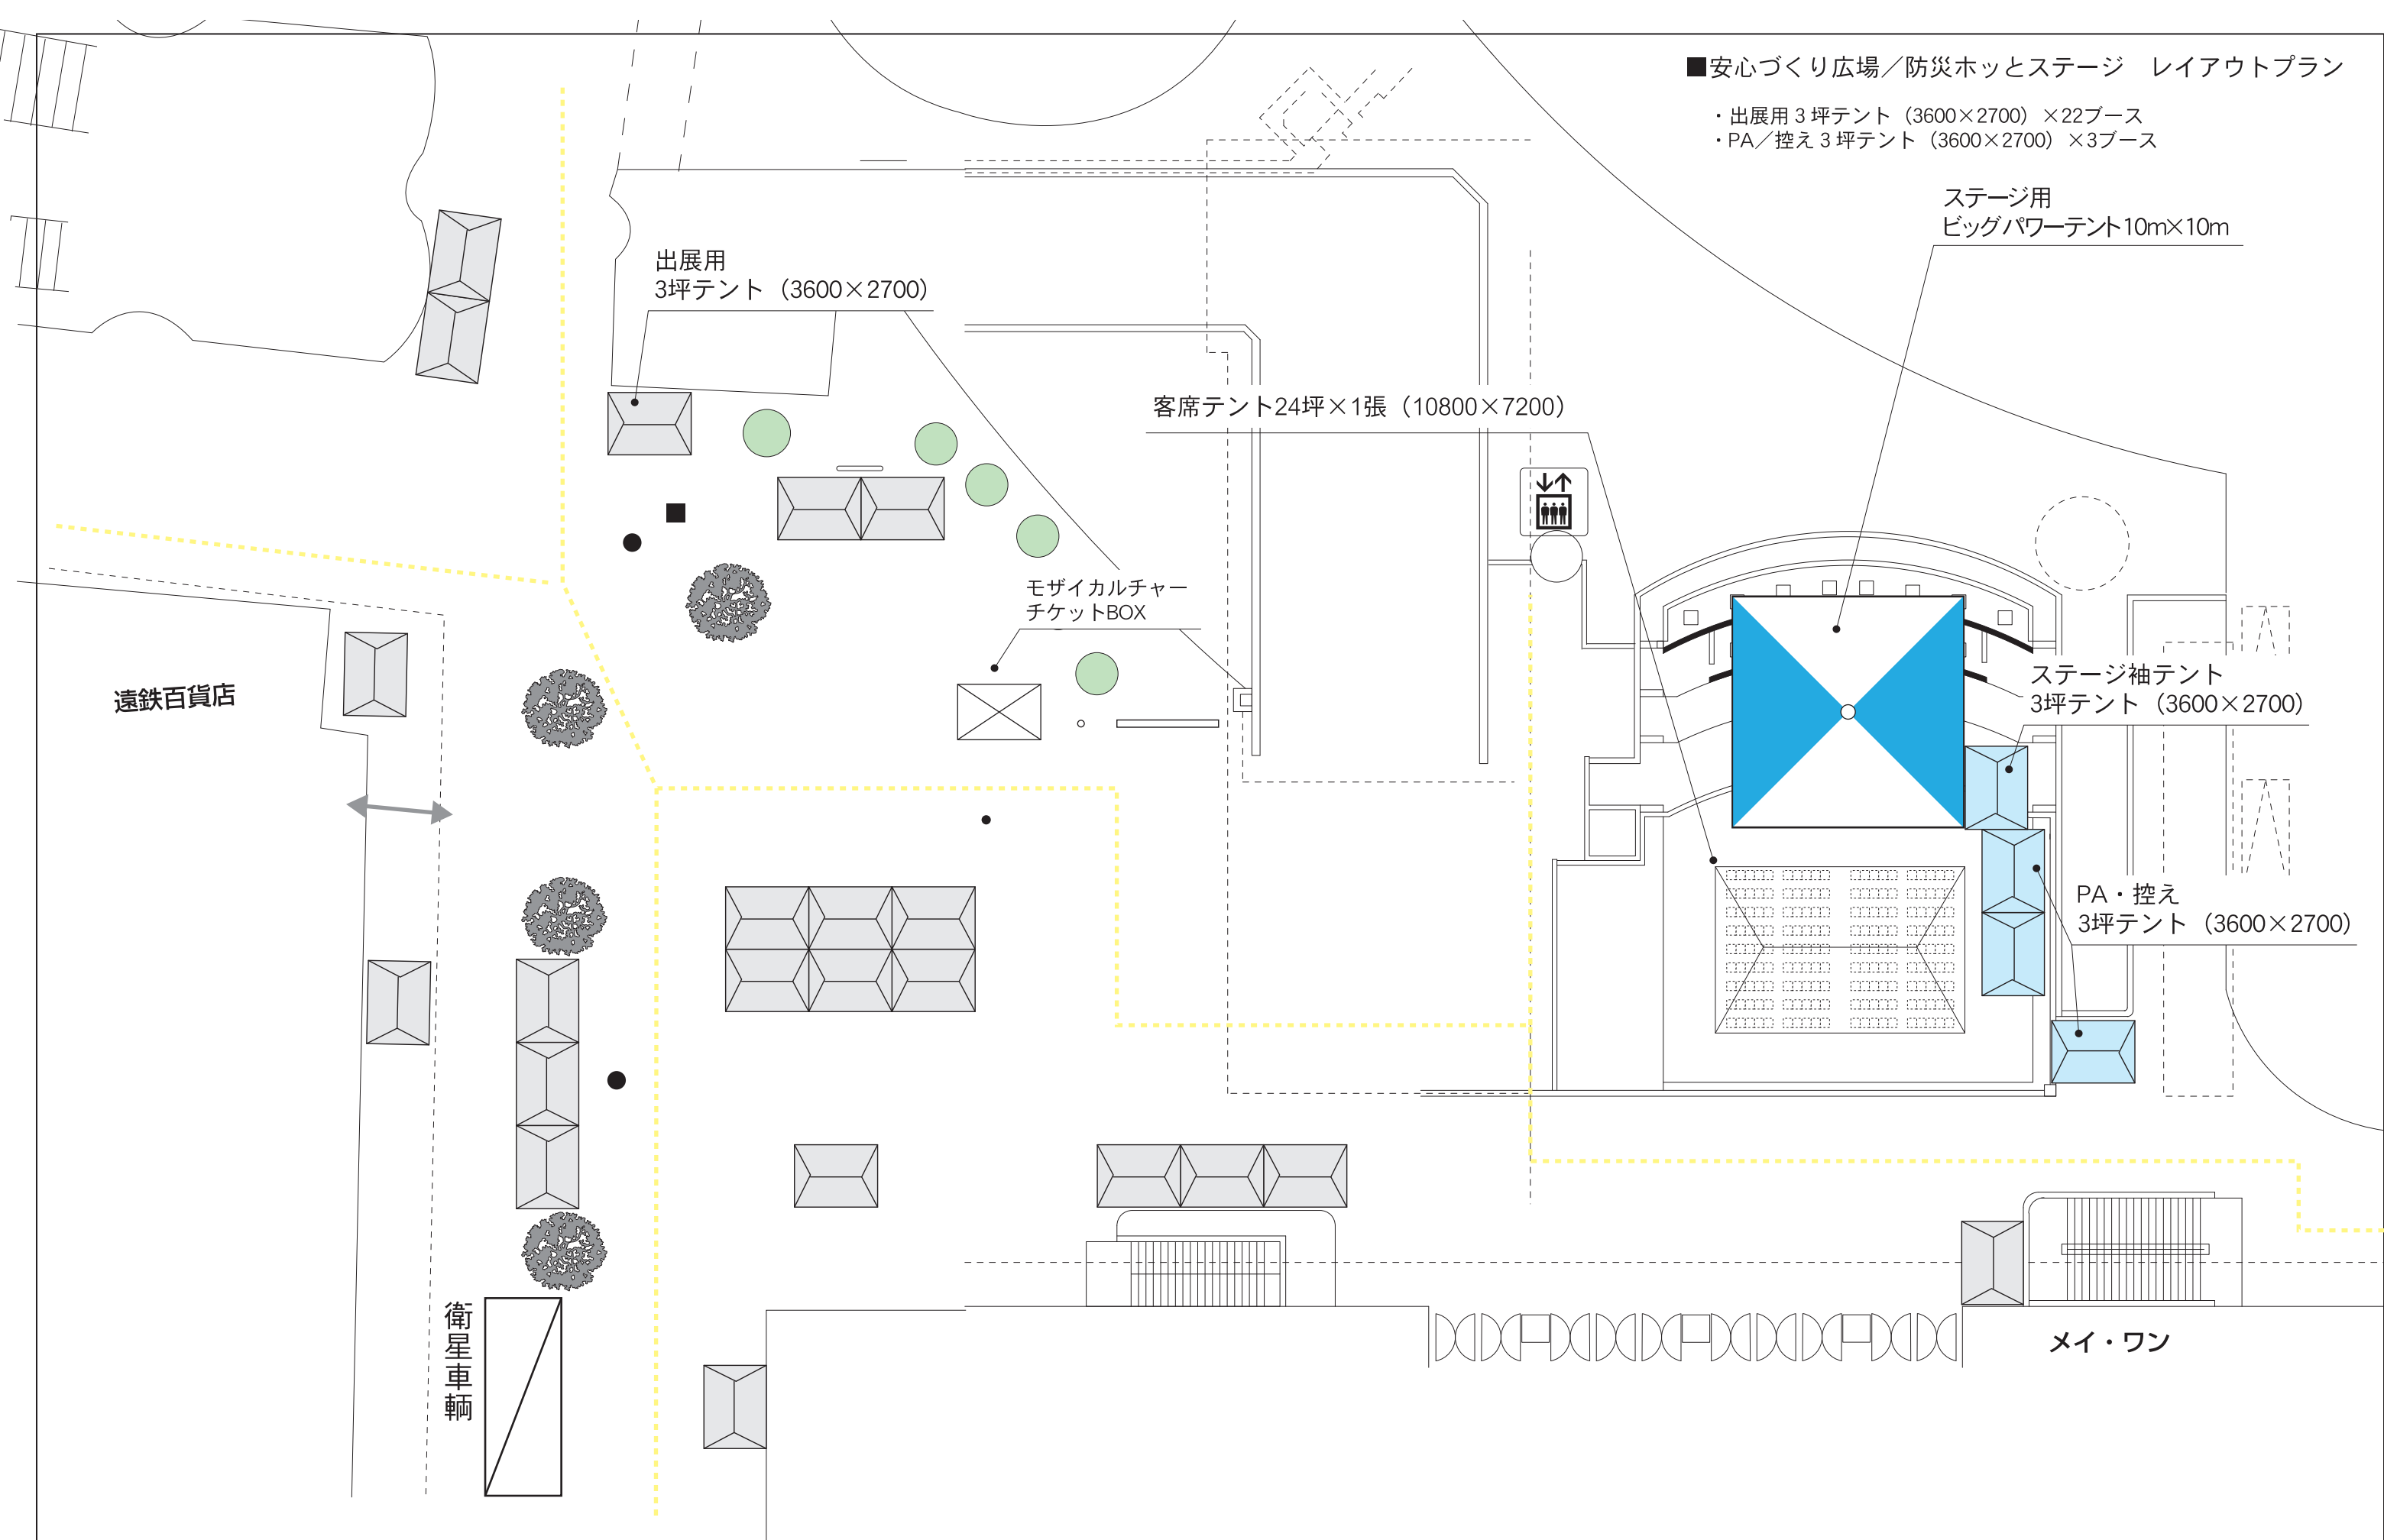 ■安心づくり広場／防災ホッとステージ　レイアウトプラン
・出展用３坪テント（3600×2700）×22ブース
・PA／控え３坪テント（3600×2700）×3ブース
ステージ用
ビッグパワーテント10m×10m
出展用
3坪テント（3600×2700）
客席テント24坪×1張（10800×7200）
モザイカルチャー
チケットBOX
ステージ袖テント
3坪テント（3600×2700）
遠鉄百貨店
PA・控え
3坪テント（3600×2700）
衛星車輌
メイ・ワン